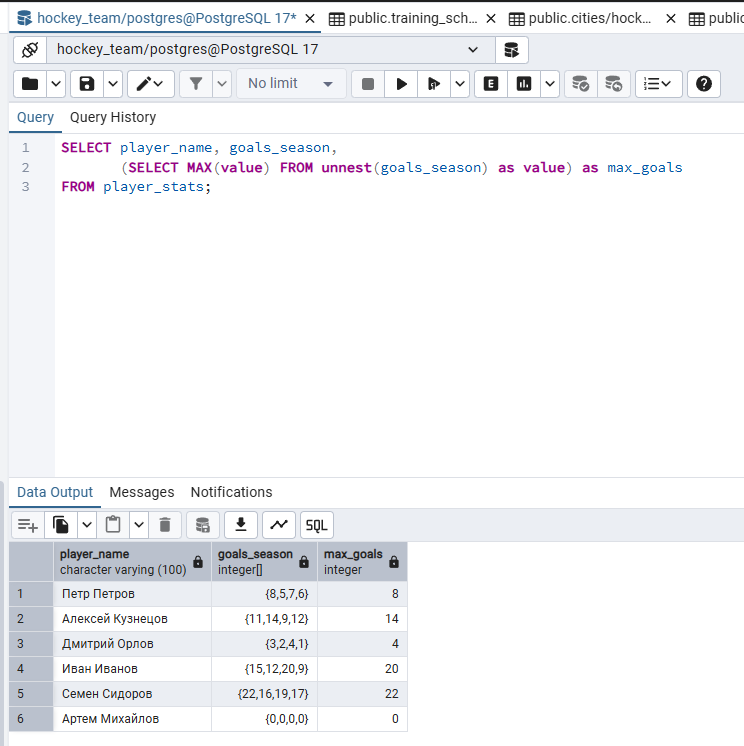 hockey_team/postgres@PostgreSQL 17* public.training_sch... public.cities/hock... public
hockey_team/postgres@PostgreSQL 17
No limit
Query Query History
1 SELECT player_name, goals_season,
2 (SELECT MAX(value) FROM unnest(goals_season) as value) as max_goals
3 FROM player_stats;
Data Output Messages Notifications
SQL
player_name goals_season max_goals
character varying (100) integer[] integer
1 Петр Петров {8,5,7,6} 8
2 Алексей Кузнецов {11,14,9,12} 14
3 Дмитрий Орлов {3,2,4,1} 4
4 Иван Иванов {15,12,20,9} 20
5 Семен Сидоров {22,16,19,17} 22
6 Артем Михайлов {0,0,0,0} 0